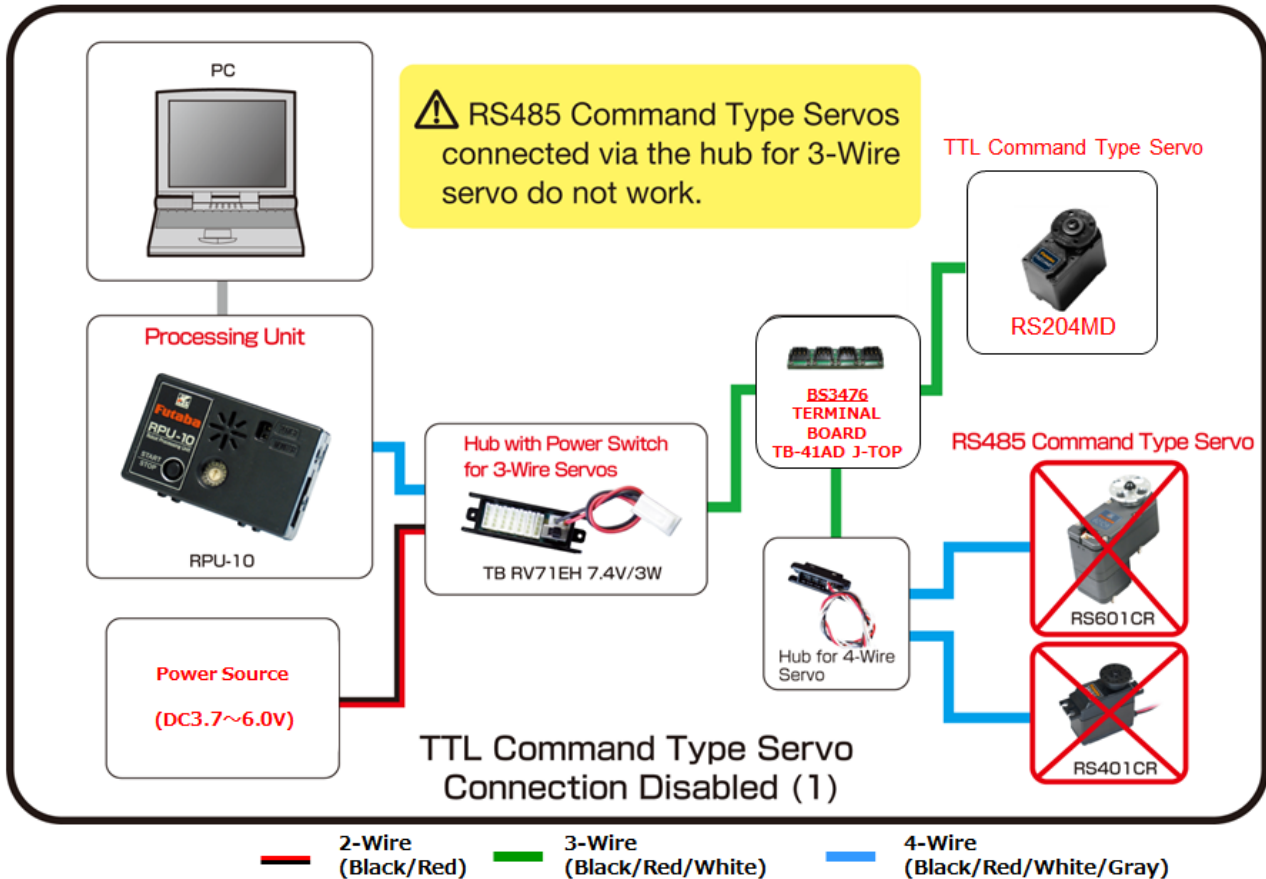 PC
⚠ RS485 Command Type Servos
connected via the hub for 3-Wire
servo do not work.
TTL Command Type Servo
RS204MD
Processing Unit
Futaba
RPU-10
START
STOP
RPU-10
Hub with Power Switch
for 3-Wire Servos
TB RV71EH 7.4V/3W
BS3476
TERMINAL
BOARD
TB-41AD J-TOP
RS485 Command Type Servo
RS601CR
Hub for 4-Wire
Servo
RS401CR
Power Source
(DC3.7～6.0V)
TTL Command Type Servo
Connection Disabled (1)
2-Wire
(Black/Red)
3-Wire
(Black/Red/White)
4-Wire
(Black/Red/White/Gray)